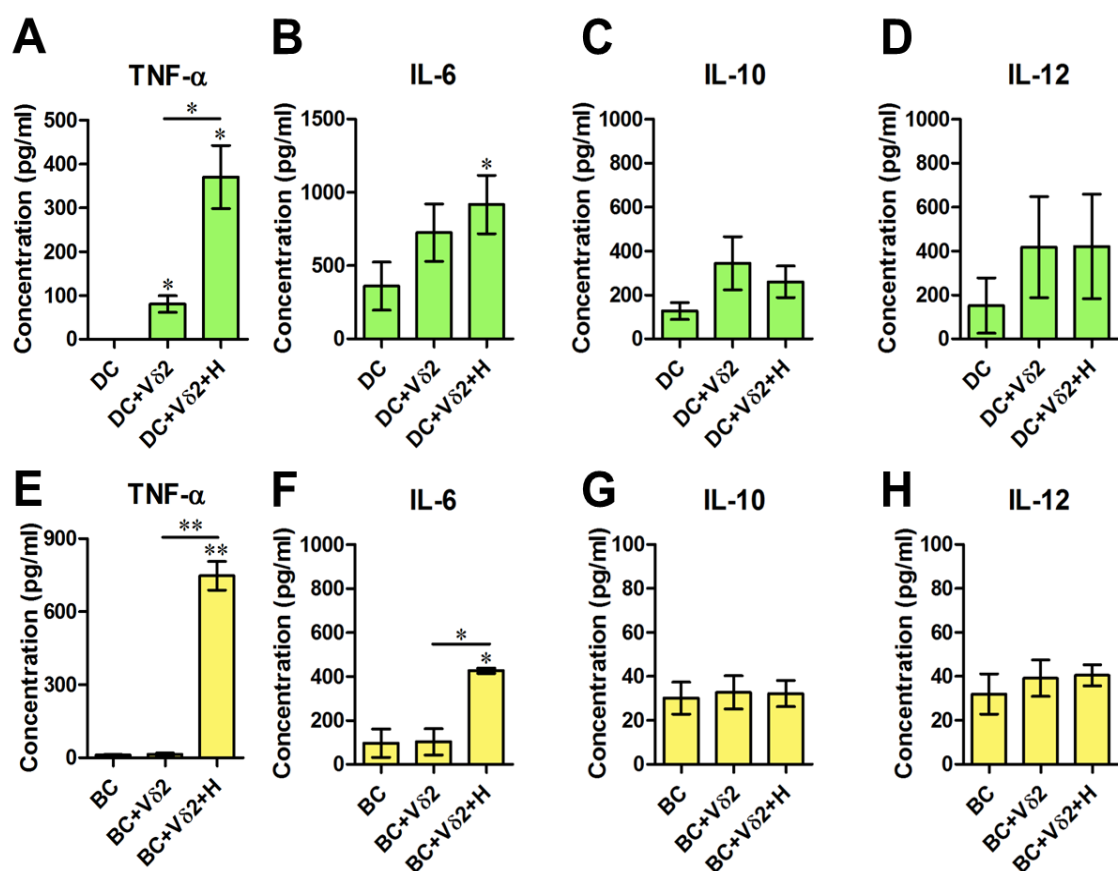 A
TNF-α
Concentration (pg/ml)
500
400
300
200
100
0
*
*
*
DC
DC+Vδ2
DC+Vδ2+H
B
IL-6
Concentration (pg/ml)
1500
1000
500
0
*
DC
DC+Vδ2
DC+Vδ2+H
C
IL-10
Concentration (pg/ml)
1000
800
600
400
200
0
DC
DC+Vδ2
DC+Vδ2+H
D
IL-12
Concentration (pg/ml)
1000
800
600
400
200
0
DC
DC+Vδ2
DC+Vδ2+H
E
TNF-α
Concentration (pg/ml)
900
600
300
0
**
**
BC
BC+Vδ2
BC+Vδ2+H
F
IL-6
Concentration (pg/ml)
1000
800
600
400
200
0
*
*
BC
BC+Vδ2
BC+Vδ2+H
G
IL-10
Concentration (pg/ml)
100
80
60
40
20
0
BC
BC+Vδ2
BC+Vδ2+H
H
IL-12
Concentration (pg/ml)
100
80
60
40
20
0
BC
BC+Vδ2
BC+Vδ2+H